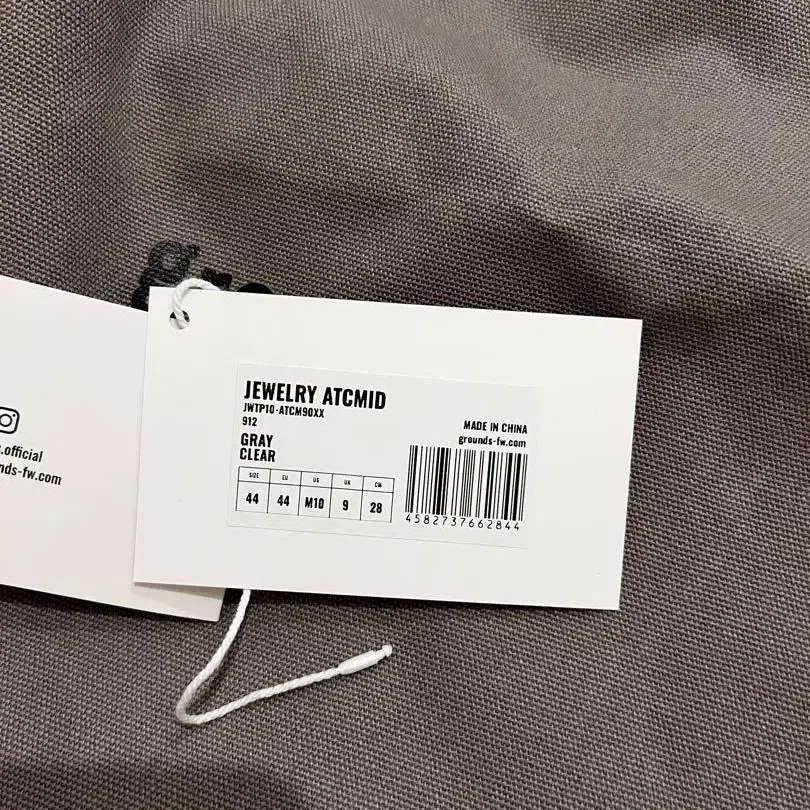 gro
.official
nds-fw.com
JEWELRY ATCMID
JWTP10-ATCM90XX
912
GRAY
CLEAR
MADE IN CHINA
grounds-fw.com
SIZE EU US UK CM
44 44 M10 9 28
4582737662844